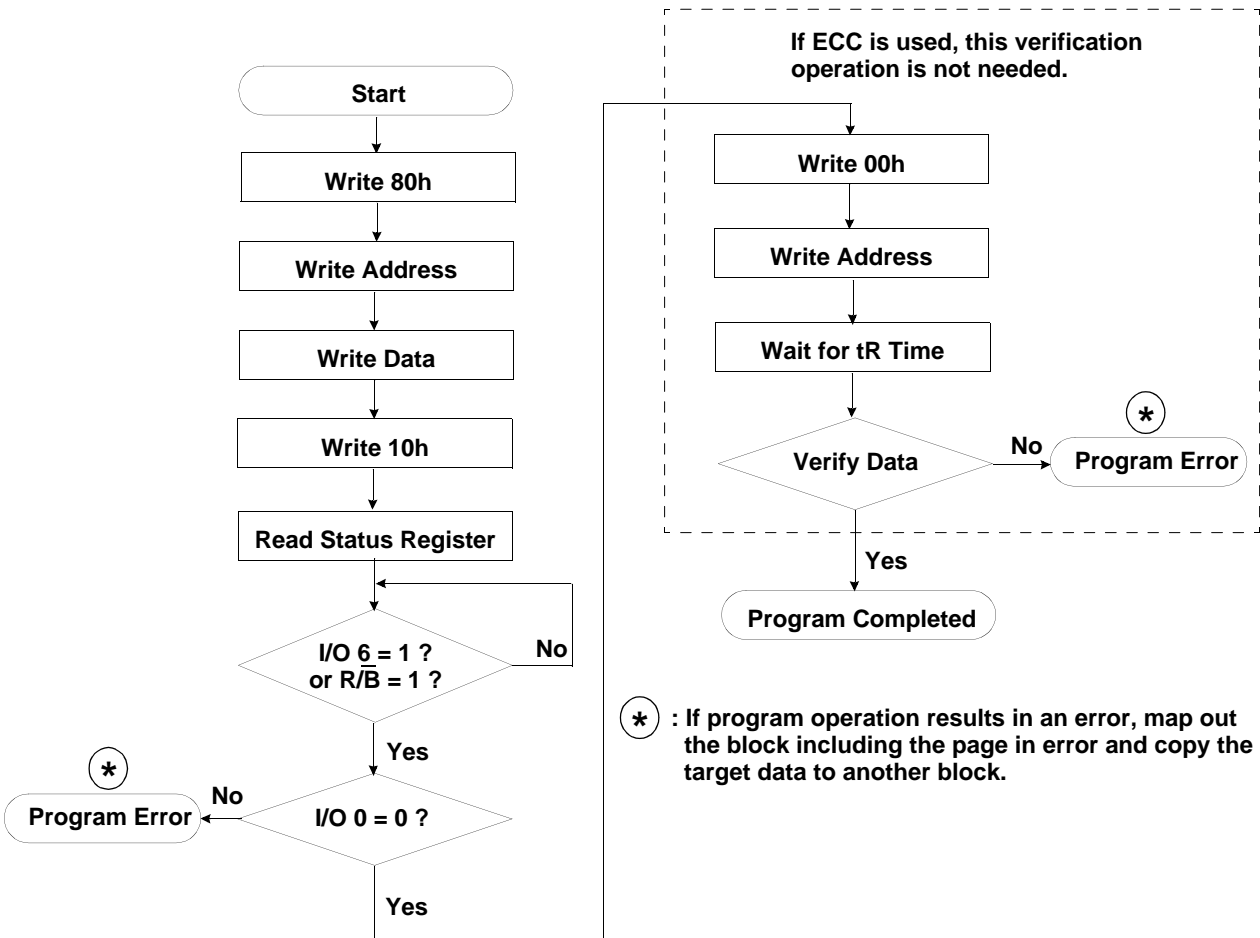 Start
Write 80h
Write Address
Write Data
Write 10h
Read Status Register
I/O 6 = 1 ?
or R/B̅ = 1 ?
No
Yes
*
No
Program Error
I/O 0 = 0 ?
Yes
If ECC is used, this verification
operation is not needed.
Write 00h
Write Address
Wait for tR Time
Verify Data
No
*
Program Error
Yes
Program Completed
* : If program operation results in an error, map out
the block including the page in error and copy the
target data to another block.